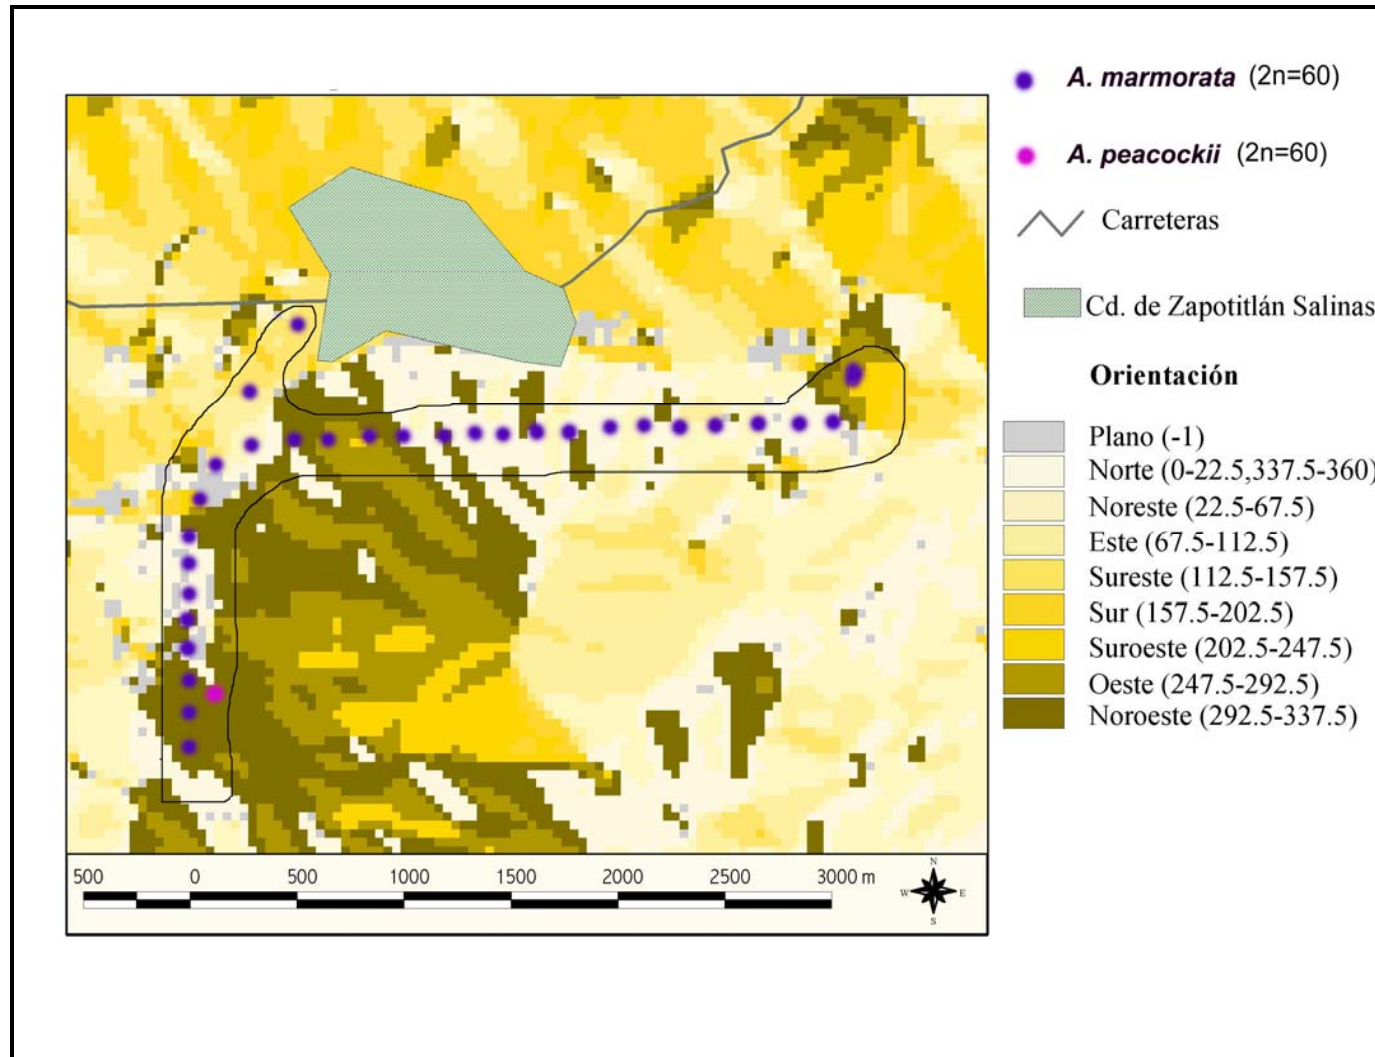 A. marmorata (2n=60)
A. peacockii (2n=60)
Carreteras
Cd. de Zapotitlán Salinas
Orientación
Plano (-1)
Norte (0-22.5,337.5-360)
Noreste (22.5-67.5)
Este (67.5-112.5)
Sureste (112.5-157.5)
Sur (157.5-202.5)
Suroeste (202.5-247.5)
Oeste (247.5-292.5)
Noroeste (292.5-337.5)
500 0 500 1000 1500 2000 2500 3000 m
N
W E
S